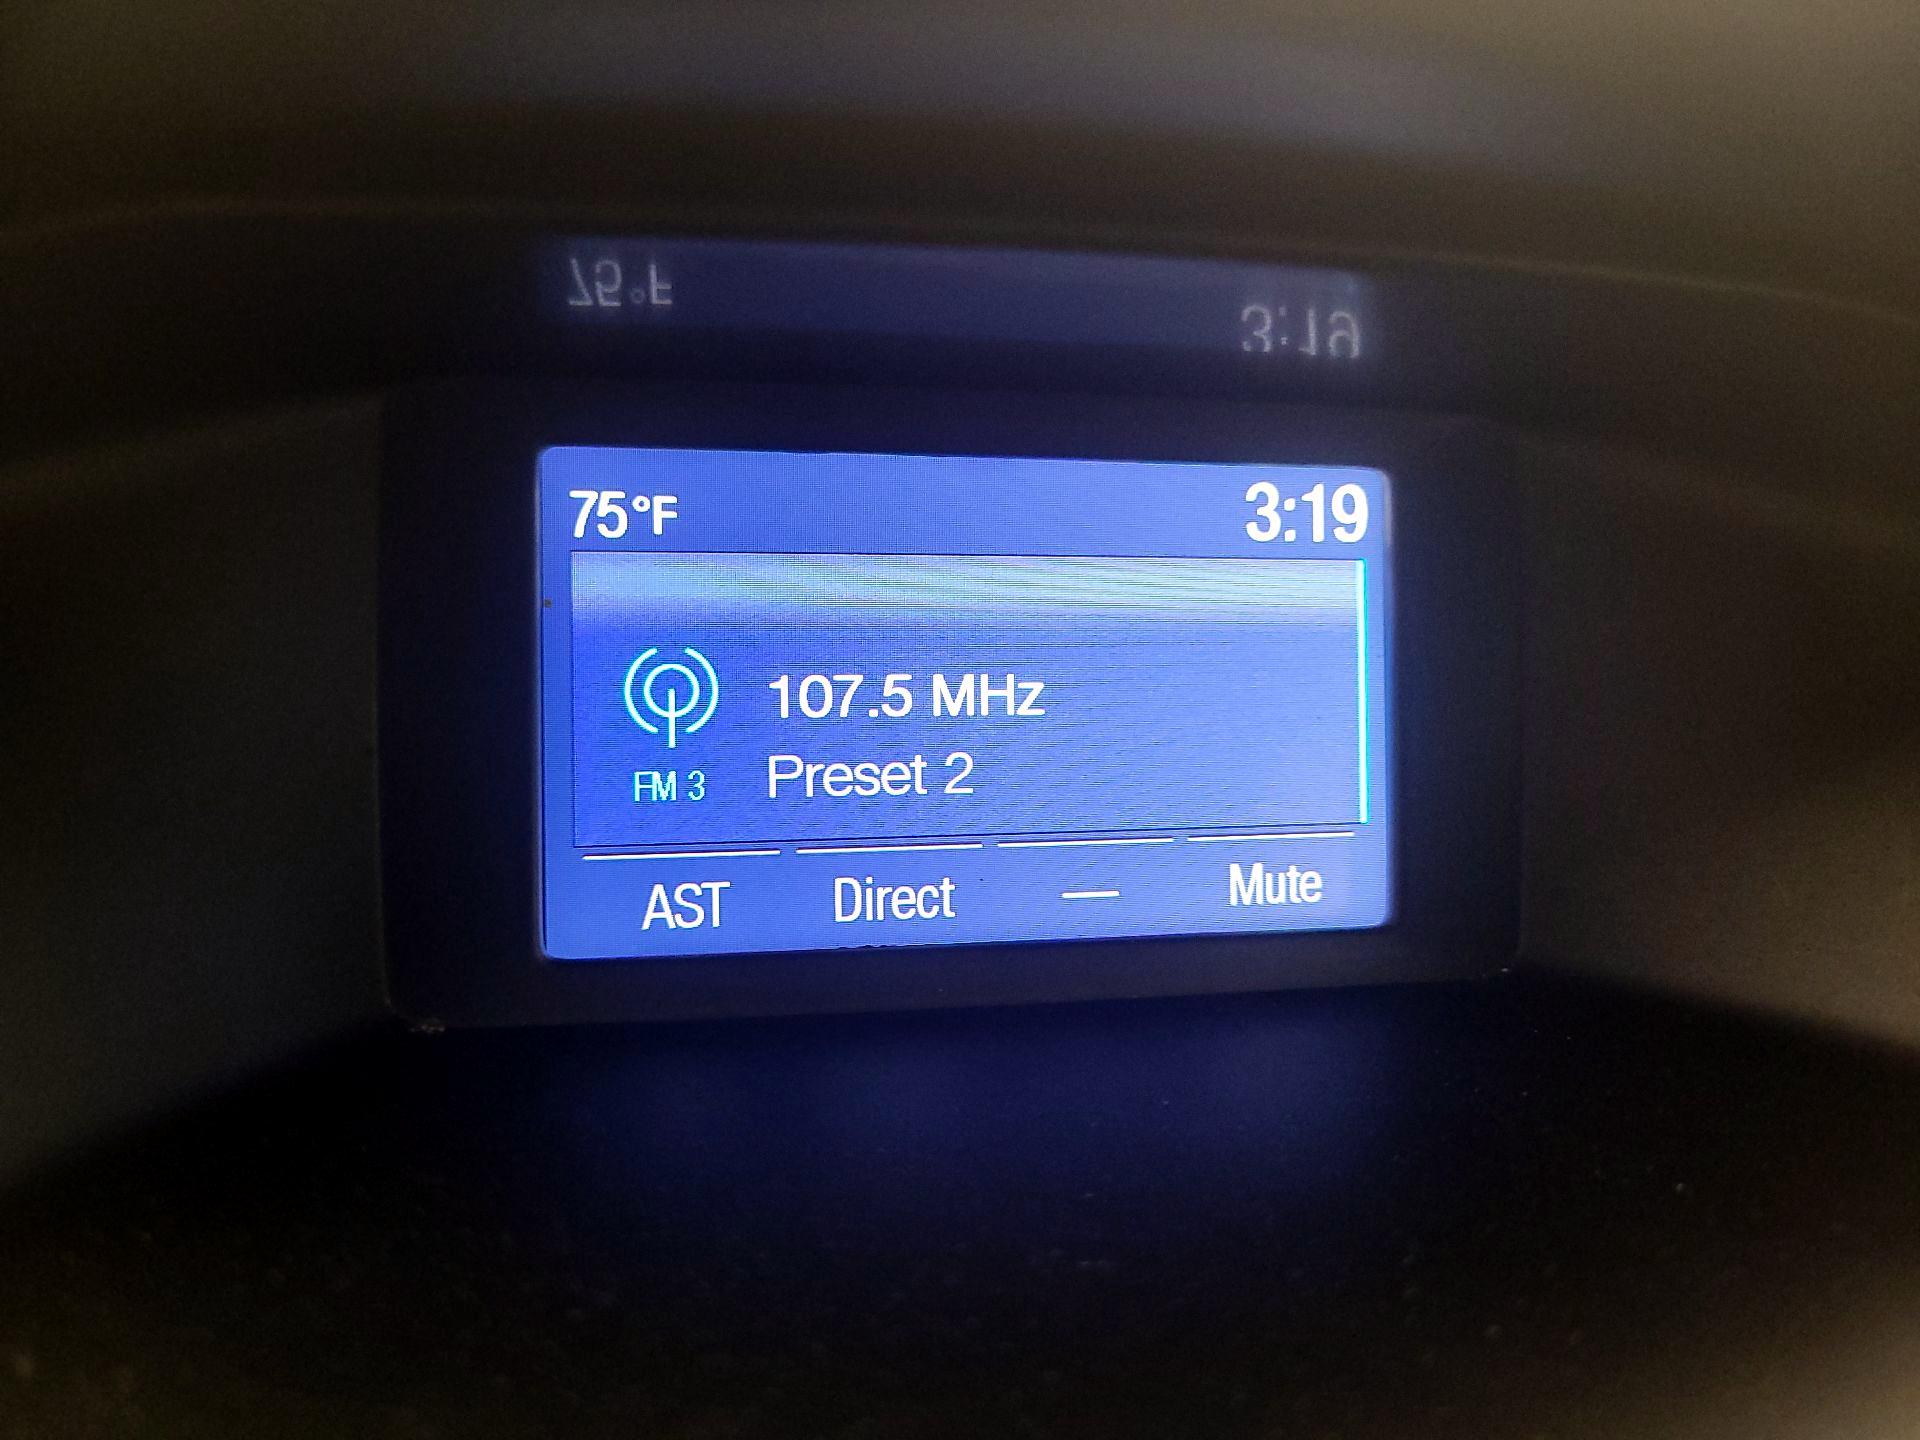 75°F 3:19
107.5 MHz
FM 3 Preset 2
AST Direct — Mute